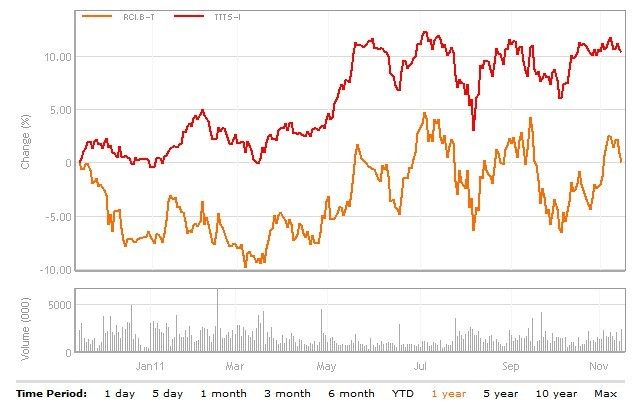 RCI.B-T TTTS-I
10.00
5.00
0
-5.00
-10.00
Change (%)
5000
0
Volume (000)
Jan11 Mar May Jul Sep Nov
Time Period: 1 day 5 day 1 month 3 month 6 month YTD 1 year 5 year 10 year Max